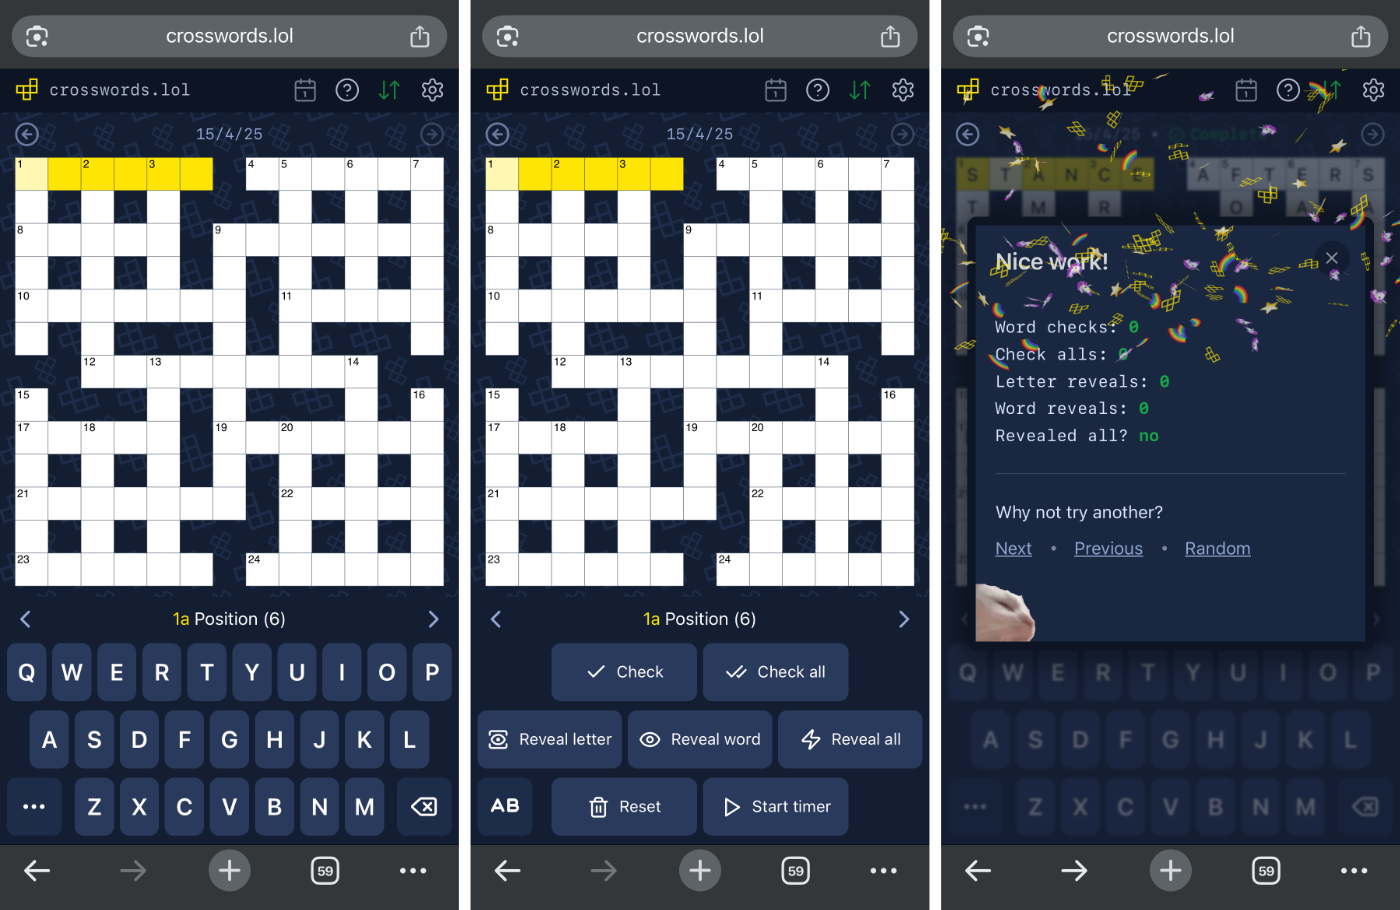 crosswords.lol
crosswords.lol
1
15/4/25
1 2 3 4 5 6 7
8 9
10 11
12 13 14
15 16
17 18 19 20
21 22
23 24
1a Position (6)
Q W E R T Y U I O P
A S D F G H J K L
... Z X C V B N M
59
crosswords.lol
crosswords.lol
1
15/4/25
1 2 3 4 5 6 7
8 9
10 11
12 13 14
15 16
17 18 19 20
21 22
23 24
1a Position (6)
Check
Check all
Reveal letter
Reveal word
Reveal all
AB
Reset
Start timer
59
crosswords.lol
crosswords.lol
1
S T A N C E A F T E R S
T M R O A
Nice work!
Word checks: 0
Check alls: 0
Letter reveals: 0
Word reveals: 0
Revealed all? no
Why not try another?
Next • Previous • Random
Q W E R T Y U I O P
A S D F G H J K L
... Z X C V B N M
59